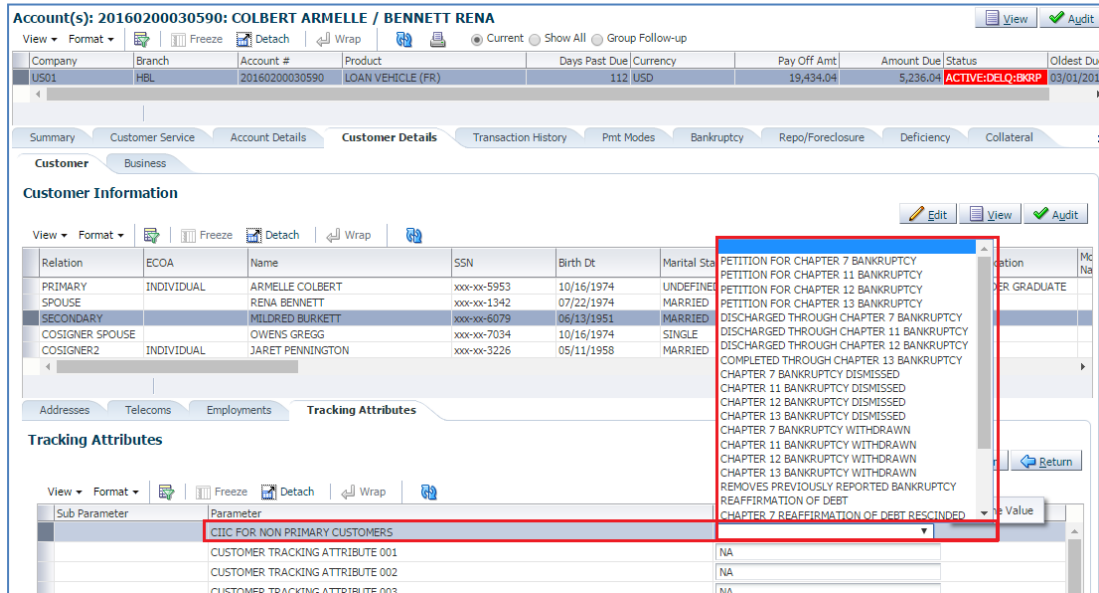 Account(s): 20160200030590: COLBERT ARMELLE / BENNETT RENA
View Audit
View Format Freeze Detach Wrap Current Show All Group Follow-up
Company Branch Account # Product Days Past Due Currency Pay Off Amt Amount Due Status Oldest Due
US01 HBL 20160200030590 LOAN VEHICLE (FR) 112 USD 19,434.04 5,236.04 ACTIVE:DELQ:BKRP 03/01/201
Summary Customer Service Account Details Customer Details Transaction History Pmt Modes Bankruptcy Repo/Foreclosure Deficiency Collateral
Customer Business
Customer Information
Edit View Audit
View Format Freeze Detach Wrap
Relation ECOA Name SSN Birth Dt Marital Sta cation Mo
Na
PRIMARY INDIVIDUAL ARMELLE COLBERT xxx-xx-5953 10/16/1974 UNDEFINED ER GRADUATE
SPOUSE RENA BENNETT xxx-xx-1342 07/22/1974 MARRIED
SECONDARY MILDRED BURKETT xxx-xx-6079 06/13/1951 MARRIED
COSIGNER SPOUSE OWENS GREGG xxx-xx-7034 10/16/1974 SINGLE
COSIGNER2 INDIVIDUAL JARET PENNINGTON xxx-xx-3226 05/11/1958 MARRIED
PETITION FOR CHAPTER 7 BANKRUPTCY
PETITION FOR CHAPTER 11 BANKRUPTCY
PETITION FOR CHAPTER 12 BANKRUPTCY
PETITION FOR CHAPTER 13 BANKRUPTCY
DISCHARGED THROUGH CHAPTER 7 BANKRUPTCY
DISCHARGED THROUGH CHAPTER 11 BANKRUPTCY
DISCHARGED THROUGH CHAPTER 12 BANKRUPTCY
COMPLETED THROUGH CHAPTER 13 BANKRUPTCY
CHAPTER 7 BANKRUPTCY DISMISSED
CHAPTER 11 BANKRUPTCY DISMISSED
CHAPTER 12 BANKRUPTCY DISMISSED
CHAPTER 13 BANKRUPTCY DISMISSED
CHAPTER 7 BANKRUPTCY WITHDRAWN
CHAPTER 11 BANKRUPTCY WITHDRAWN
CHAPTER 12 BANKRUPTCY WITHDRAWN
CHAPTER 13 BANKRUPTCY WITHDRAWN
REMOVES PREVIOUSLY REPORTED BANKRUPTCY
REAFFIRMATION OF DEBT
CHAPTER 7 REAFFIRMATION OF DEBT RESCINDED
Addresses Telecoms Employments Tracking Attributes
Tracking Attributes
Return
View Format Freeze Detach Wrap
Sub Parameter Parameter Value
CIIC FOR NON PRIMARY CUSTOMERS
CUSTOMER TRACKING ATTRIBUTE 001 NA
CUSTOMER TRACKING ATTRIBUTE 002 NA
CUSTOMER TRACKING ATTRIBUTE 003 NA